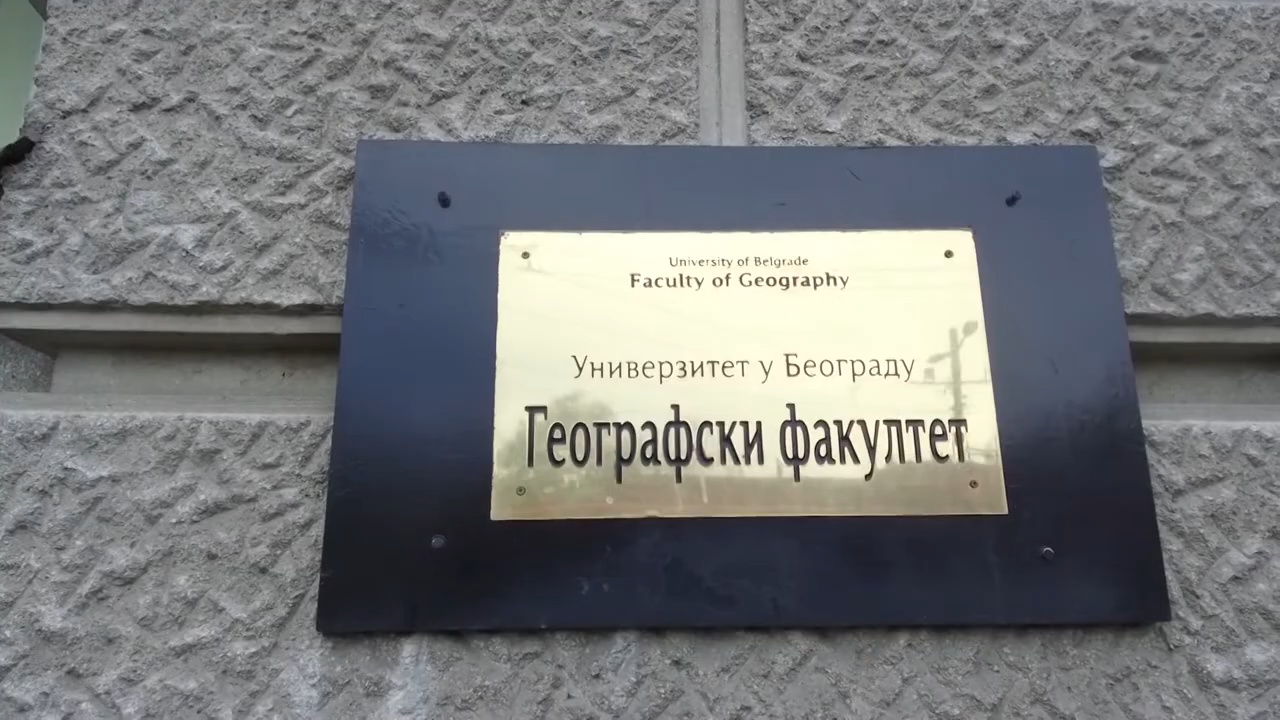 University of Belgrade
Faculty of Geography
Универзитет у Београду
Географски факултет